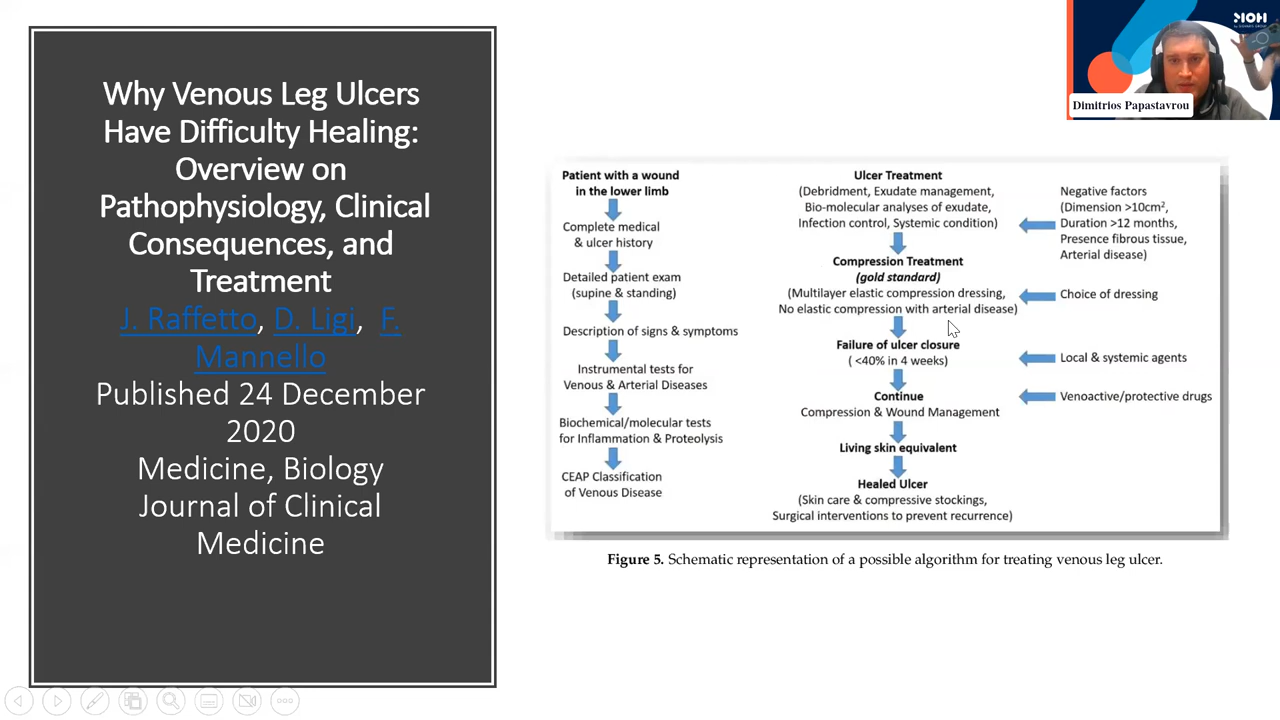 Why Venous Leg Ulcers
Have Difficulty Healing:
Overview on
Pathophysiology, Clinical
Consequences, and
Treatment
J. Raffetto, D. Ligi, F.
Mannello
Published 24 December
2020
Medicine, Biology
Journal of Clinical
Medicine
Dimitrios Papastavrou
Patient with a wound
in the lower limb
Complete medical
& ulcer history
Detailed patient exam
(supine & standing)
Description of signs & symptoms
Instrumental tests for
Venous & Arterial Diseases
Biochemical/molecular tests
for Inflammation & Proteolysis
CEAP Classification
of Venous Disease
Ulcer Treatment
(Debridment, Exudate management,
Bio-molecular analyses of exudate,
Infection control, Systemic condition)
Compression Treatment
(gold standard)
(Multilayer elastic compression dressing,
No elastic compression with arterial disease)
Failure of ulcer closure
( <40% in 4 weeks)
Continue
Compression & Wound Management
Living skin equivalent
Healed Ulcer
(Skin care & compressive stockings,
Surgical interventions to prevent recurrence)
Negative factors
(Dimension >10cm²,
Duration >12 months,
Presence fibrous tissue,
Arterial disease)
Choice of dressing
Local & systemic agents
Venoactive/protective drugs
Figure 5. Schematic representation of a possible algorithm for treating venous leg ulcer.